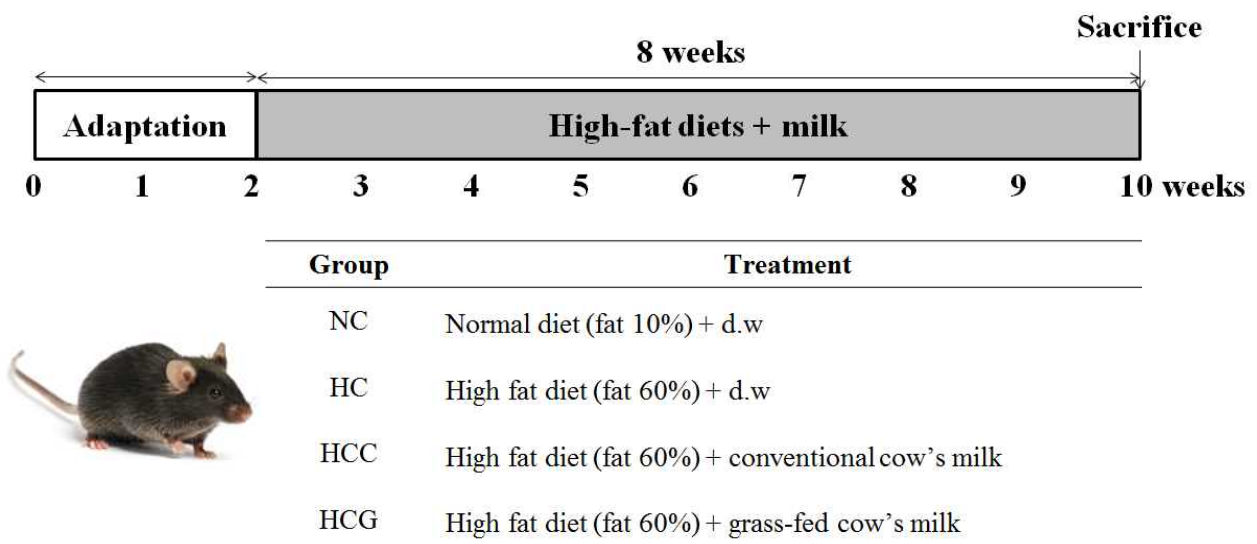 Sacrifice
8 weeks
Adaptation High-fat diets + milk
0 1 2 3 4 5 6 7 8 9 10 weeks
Group Treatment
NC Normal diet (fat 10%) + d.w
HC High fat diet (fat 60%) + d.w
HCC High fat diet (fat 60%) + conventional cow's milk
HCG High fat diet (fat 60%) + grass-fed cow's milk